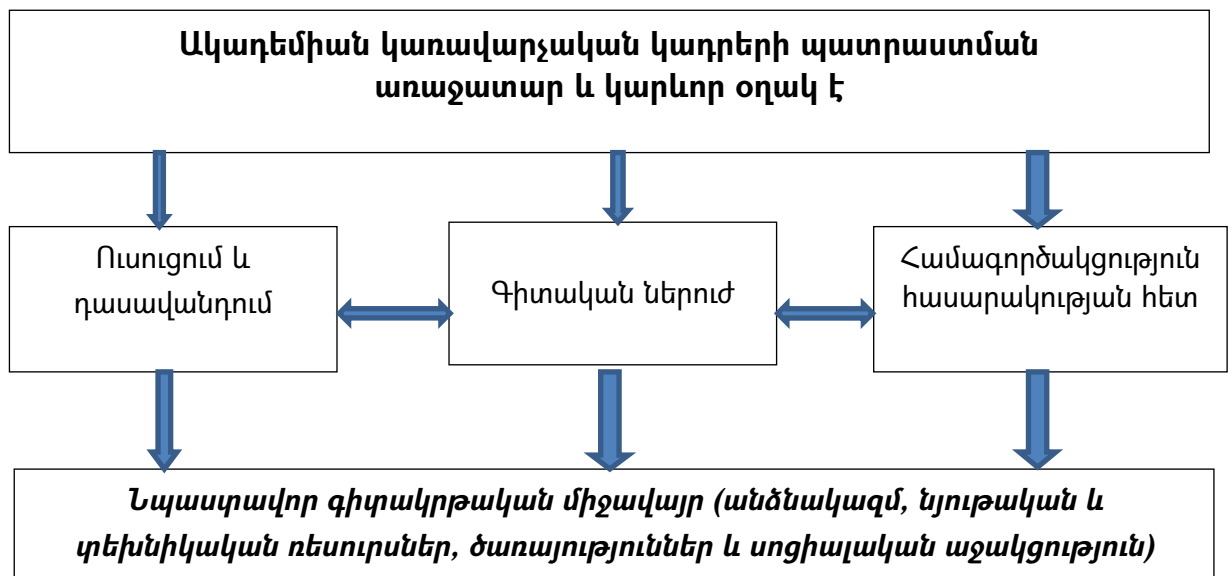 Ակադեմիան կառավարչական կադրերի պատրաստման
առաջատար և կարևոր օղակ է
Ուսուցում և
դասավանդում
Գիտական ներուժ
Համագործակցություն
հասարակության հետ
Նպաստավոր գիտակրթական միջավայր (անձնակազմ, նյութական և
տեխնիկական ռեսուրսներ, ծառայություններ և սոցիալական աջակցություն)